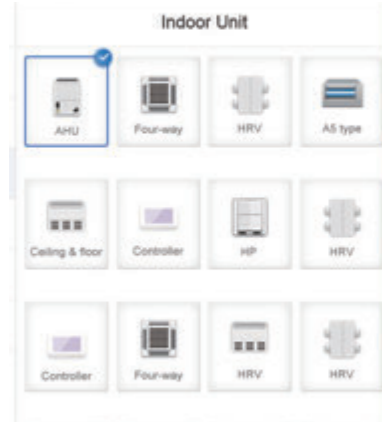 Indoor Unit
AHU
Four-way
HRV
A5 type
Ceiling & floor
Controller
HP
HRV
Controller
Four-way
HRV
HRV